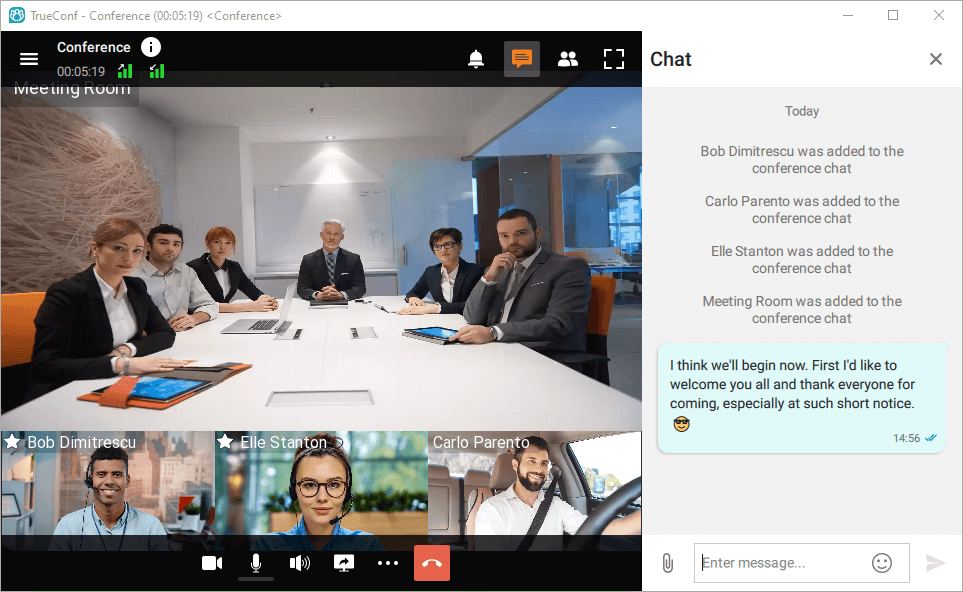 TrueConf - Conference (00:05:19) <Conference>
Conference
00:05:19
Meeting Room
Bob Dimitrescu
Elle Stanton
Carlo Parento
Chat
Today
Bob Dimitrescu was added to the
conference chat
Carlo Parento was added to the
conference chat
Elle Stanton was added to the
conference chat
Meeting Room was added to the
conference chat
I think we'll begin now. First I'd like to
welcome you all and thank everyone for
coming, especially at such short notice.
😎
14:56
Enter message...